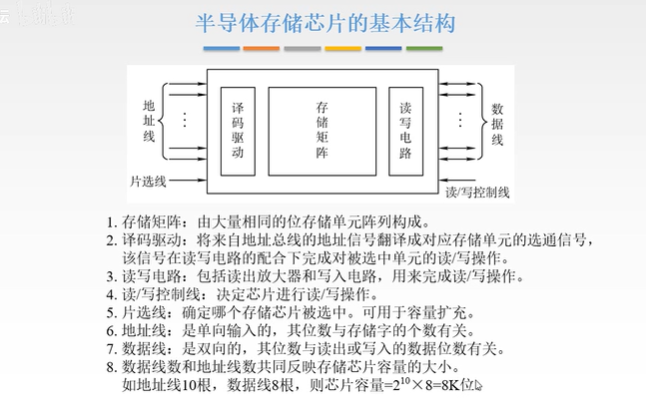 半导体存储芯片的基本结构
地址线
译码驱动
存储矩阵
读写电路
数据线
片选线
读/写控制线
1. 存储矩阵：由大量相同的位存储单元阵列构成。
2. 译码驱动：将来自地址总线的地址信号翻译成对应存储单元的选通信号，
该信号在读写电路的配合下完成对被选中单元的读/写操作。
3. 读写电路：包括读出放大器和写入电路，用来完成读/写操作。
4. 读/写控制线：决定芯片进行读/写操作。
5. 片选线：确定哪个存储芯片被选中。可用于容量扩充。
6. 地址线：是单向输入的，其位数与存储字的个数有关。
7. 数据线：是双向的，其位数与读出或写入的数据位数有关。
8. 数据线数和地址线数共同反映存储芯片容量的大小。
如地址线10根，数据线8根，则芯片容量=2¹⁰×8=8K位